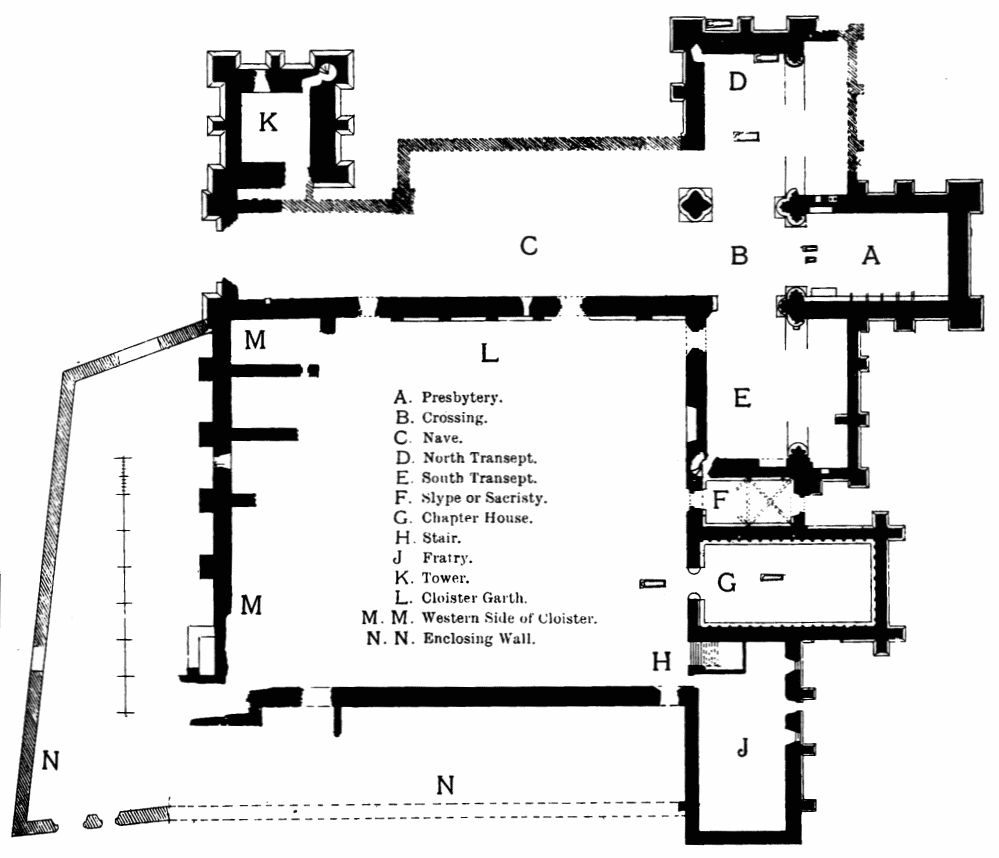 D
K
C
B
A
M
L
A. Presbytery.
B. Crossing.
C. Nave.
D. North Transept.
E. South Transept.
F. Slype or Sacristy.
G. Chapter House.
H. Stair.
J Fratry.
K. Tower.
L. Cloister Garth.
M. M. Western Side of Cloister.
N. N. Enclosing Wall.
E
F
G
M
H
J
N
N